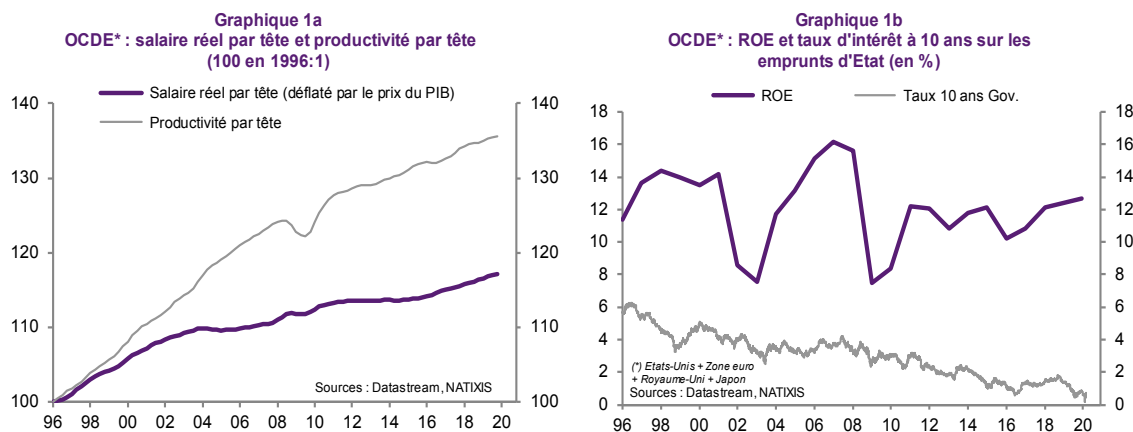 Graphique 1a
OCDE* : salaire réel par tête et productivité par tête
(100 en 1996:1)
Salaire réel par tête (déflaté par le prix du PIB)
Productivité par tête
140 140
130 130
120 120
110 110
100 100
Sources : Datastream, NATIXIS
96 98 00 02 04 06 08 10 12 14 16 18 20
Graphique 1b
OCDE* : ROE et taux d'intérêt à 10 ans sur les
emprunts d'Etat (en %)
ROE Taux 10 ans Gov.
18 18
16 16
14 14
12 12
10 10
8 8
6 6
4 4
2 2
0 0
(*) Etats-Unis + Zone euro
+ Royaume-Uni + Japon
Sources : Datastream, NATIXIS
96 98 00 02 04 06 08 10 12 14 16 18 20